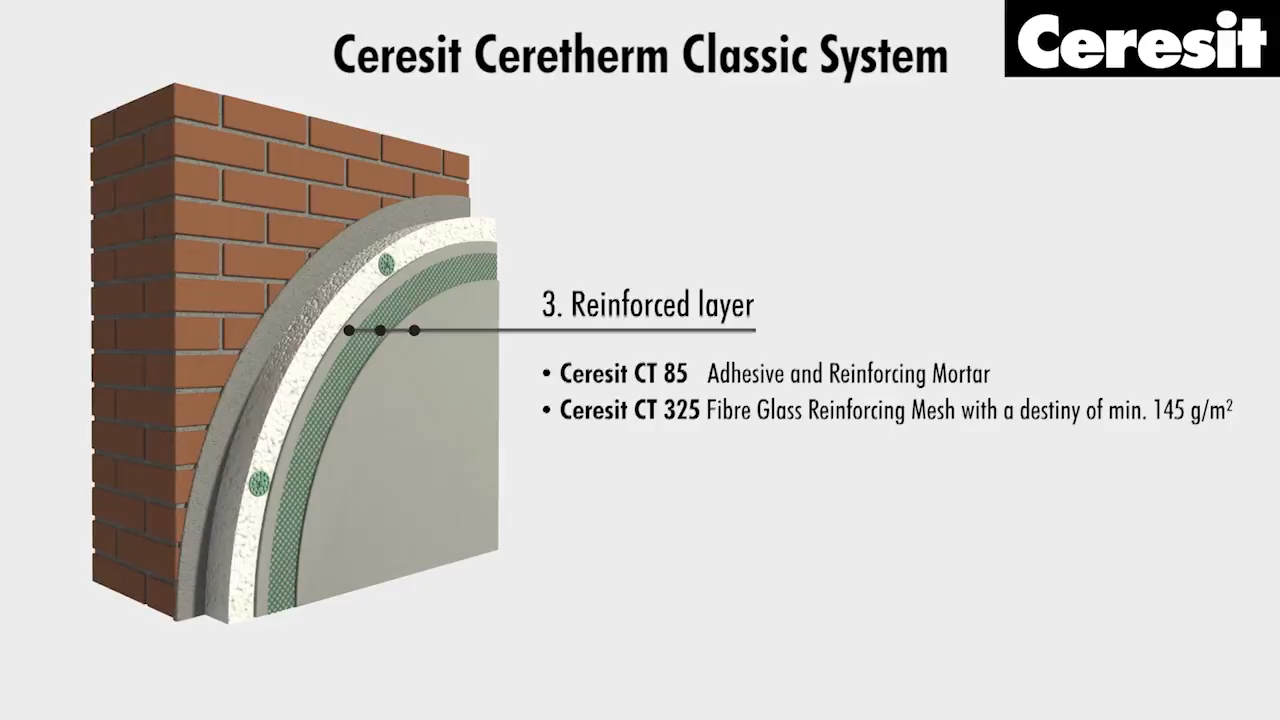 Ceresit Ceretherm Classic System
Ceresit
3. Reinforced layer
• Ceresit CT 85 Adhesive and Reinforcing Mortar
• Ceresit CT 325 Fibre Glass Reinforcing Mesh with a destiny of min. 145 g/m²